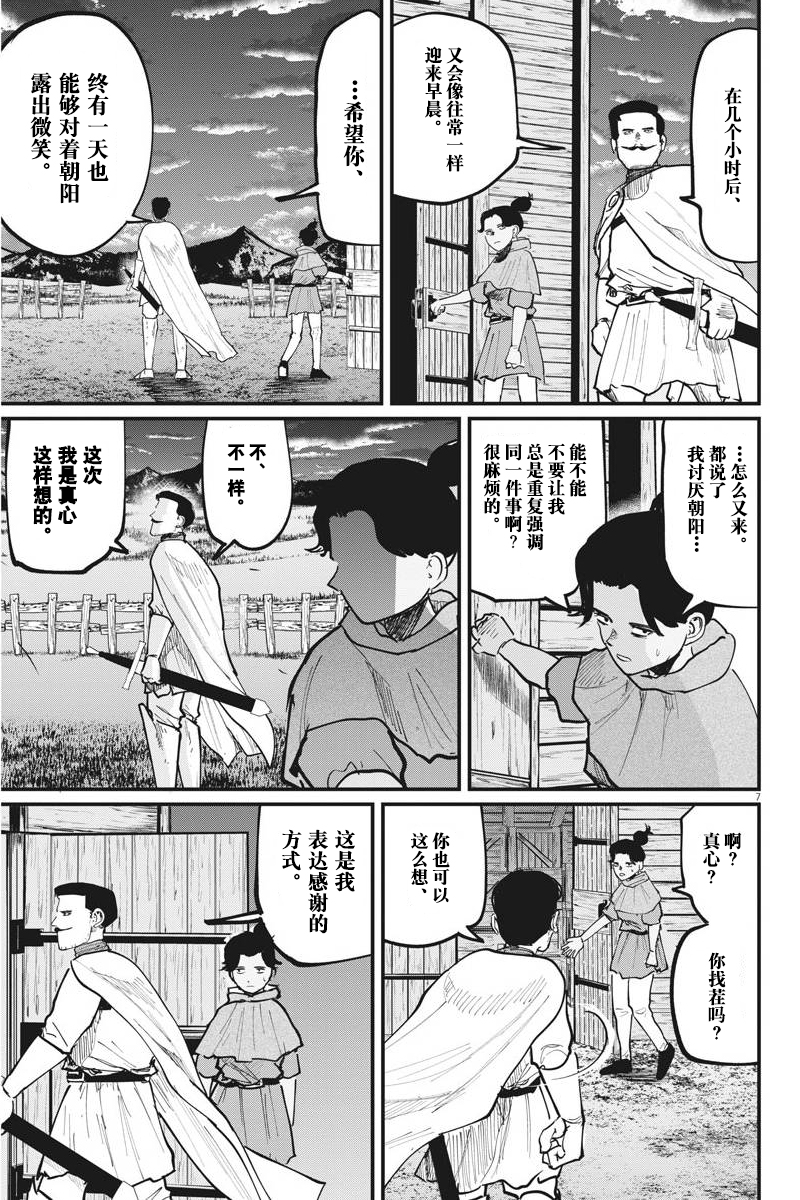 在几个小时后、
又会像往常一样
迎来早晨。
…希望你、
终有一天也
能够对着朝阳
露出微笑。
…怎么又来。
都说了
我讨厌朝阳…
能不能
不要让我
总是重复强调
同一件事啊？
很麻烦的。
不、
不一样。
这次
我是真心
这样想的。
7
啊？
真心？
你找茬吗？
你也可以
这么想、
这是我
表达感谢的
方式。